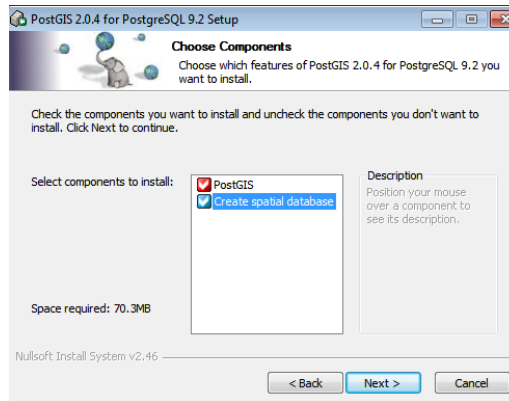 PostGIS 2.0.4 for PostgreSQL 9.2 Setup
Choose Components
Choose which features of PostGIS 2.0.4 for PostgreSQL 9.2 you
want to install.
Check the components you want to install and uncheck the components you don't want to
install. Click Next to continue.
Select components to install:
PostGIS
Create spatial database
Description
Position your mouse
over a component to
see its description.
Space required: 70.3MB
Nullsoft Install System v2.46
< Back
Next >
Cancel